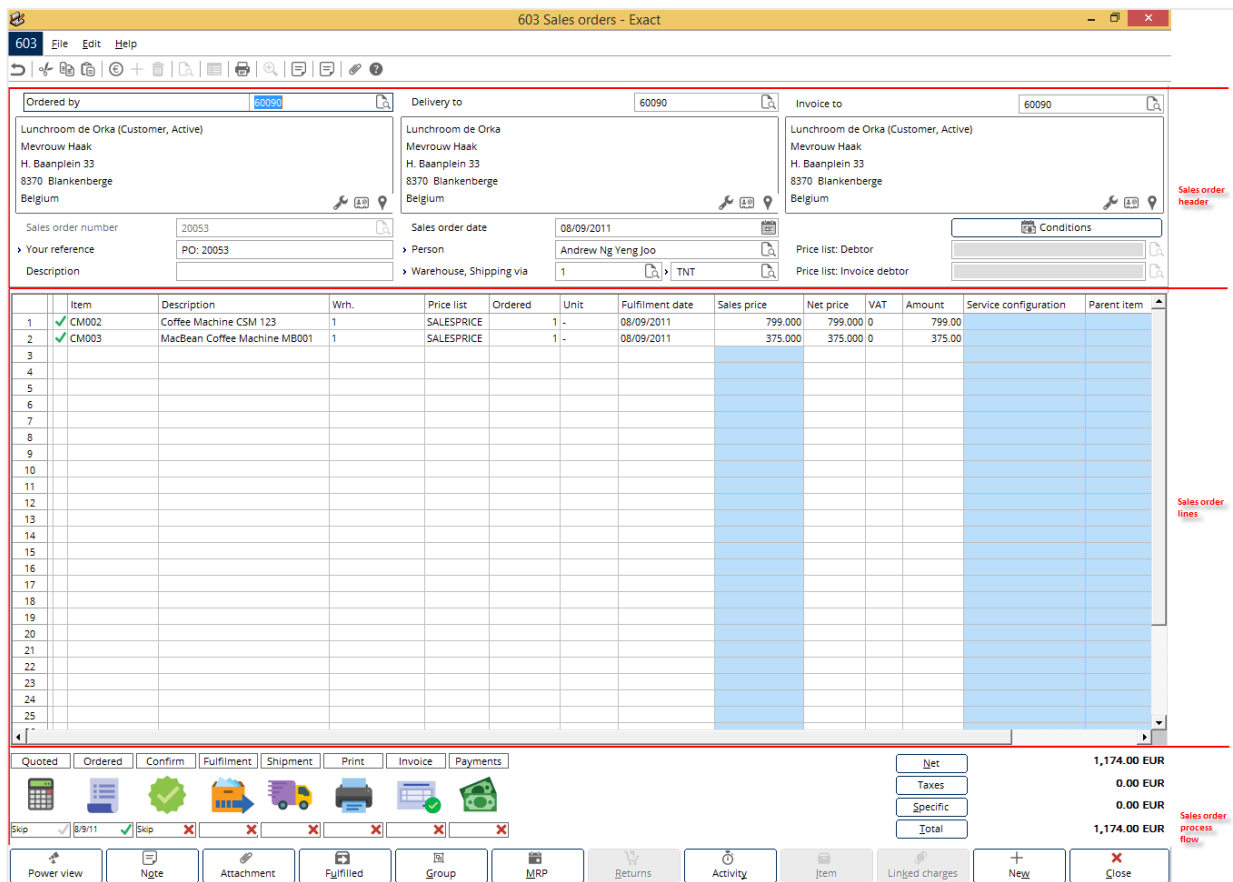 603 Sales orders - Exact
603 File Edit Help
Ordered by 60090 Delivery to 60090 Invoice to 60090
Lunchroom de Orka (Customer, Active) Lunchroom de Orka Lunchroom de Orka (Customer, Active)
Mevrouw Haak Mevrouw Haak Mevrouw Haak
H. Baanplein 33 H. Baanplein 33 H. Baanplein 33
8370 Blankenberge 8370 Blankenberge 8370 Blankenberge
Belgium Belgium Belgium
Sales order header
Sales order number 20053 Sales order date 08/09/2011 Conditions
Your reference PO: 20053 Person Andrew Ng Yeng Joo Price list: Debtor
Description Warehouse, Shipping via 1 TNT Price list: Invoice debtor
Item Description Wrh. Price list Ordered Unit Fulfilment date Sales price Net price VAT Amount Service configuration Parent item
1 CM002 Coffee Machine CSM 123 1 SALESPRICE 1 - 08/09/2011 799.000 799.000 0 799.00
2 CM003 MacBean Coffee Machine MB001 1 SALESPRICE 1 - 08/09/2011 375.000 375.000 0 375.00
3
4
5
6
7
8
9
10
11
12
13
14
15
16
17
18
19
20
21
22
23
24
25
Sales order lines
Quoted Ordered Confirm Fulfilment Shipment Print Invoice Payments
Net 1,174.00 EUR
Taxes 0.00 EUR
Specific 0.00 EUR
Skip 8/9/11 Skip Total 1,174.00 EUR
Sales order process flow
Power view Note Attachment Fulfilled Group MRP Returns Activity Item Linked charges New Close